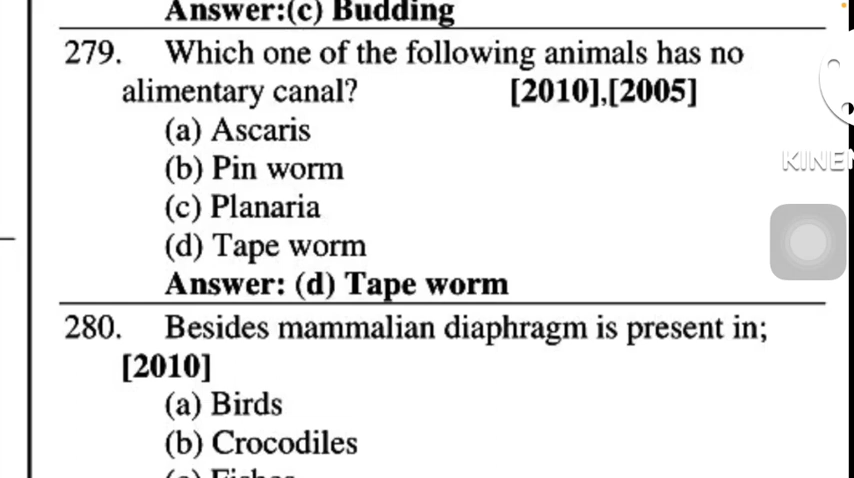 Answer:(c) Budding
279. Which one of the following animals has no
alimentary canal? [2010],[2005]
(a) Ascaris
(b) Pin worm
(c) Planaria
(d) Tape worm
Answer: (d) Tape worm
KINE
280. Besides mammalian diaphragm is present in;
[2010]
(a) Birds
(b) Crocodiles